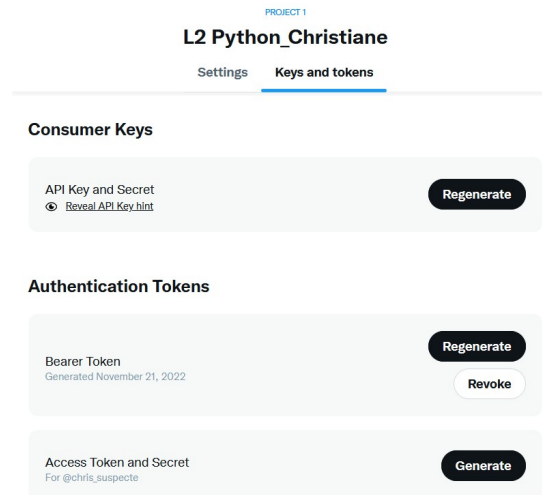 PROJECT 1
L2 Python_Christiane
Settings Keys and tokens
Consumer Keys
API Key and Secret
Regenerate
Reveal API Key hint
Authentication Tokens
Regenerate
Bearer Token
Generated November 21, 2022
Revoke
Access Token and Secret
Generate
For @chris_suspecte